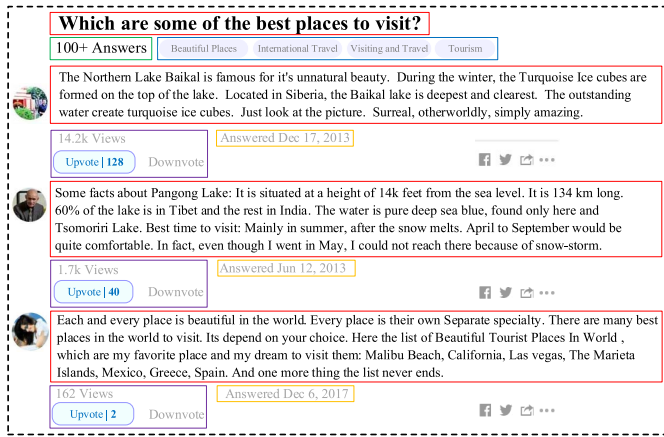 Which are some of the best places to visit?
100+ Answers
Beautiful Places International Travel Visiting and Travel Tourism
The Northern Lake Baikal is famous for it's unnatural beauty. During the winter, the Turquoise Ice cubes are
formed on the top of the lake. Located in Siberia, the Baikal lake is deepest and clearest. The outstanding
water create turquoise ice cubes. Just look at the picture. Surreal, otherworldly, simply amazing.
14.2k Views Answered Dec 17, 2013
Upvote | 128 Downvote
Some facts about Pangong Lake: It is situated at a height of 14k feet from the sea level. It is 134 km long.
60% of the lake is in Tibet and the rest in India. The water is pure deep sea blue, found only here and
Tsomoriri Lake. Best time to visit: Mainly in summer, after the snow melts. April to September would be
quite comfortable. In fact, even though I went in May, I could not reach there because of snow-storm.
1.7k Views Answered Jun 12, 2013
Upvote | 40 Downvote
Each and every place is beautiful in the world. Every place is their own Separate specialty. There are many best
places in the world to visit. Its depend on your choice. Here the list of Beautiful Tourist Places In World ,
which are my favorite place and my dream to visit them: Malibu Beach, California, Las vegas, The Marieta
Islands, Mexico, Greece, Spain. And one more thing the list never ends.
162 Views Answered Dec 6, 2017
Upvote | 2 Downvote